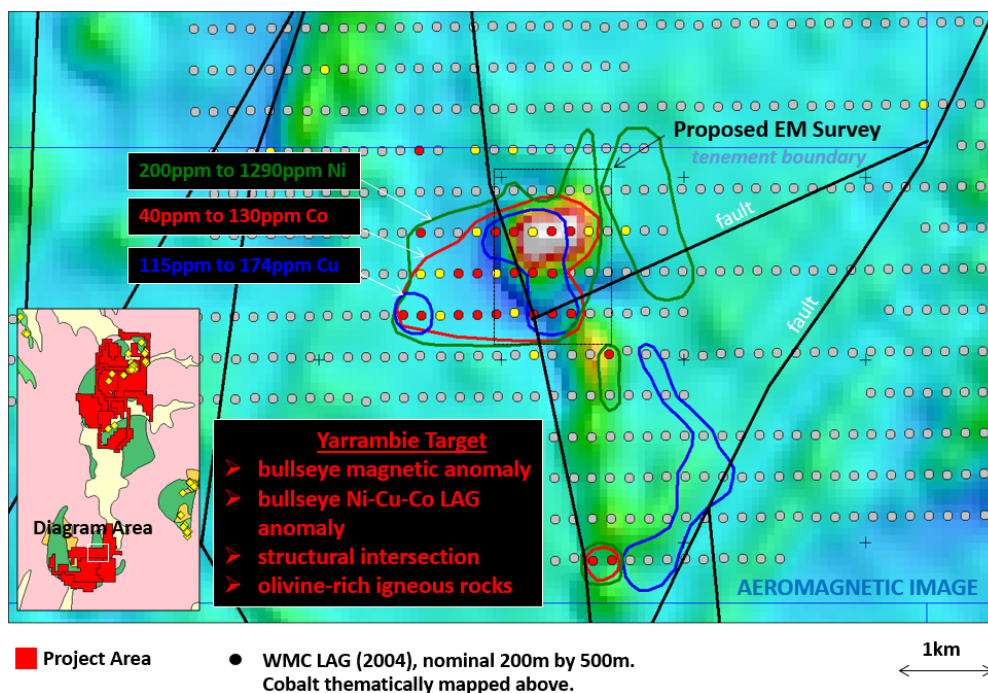 Proposed EM Survey
tenement boundary
200ppm to 1290ppm Ni
40ppm to 130ppm Co
115ppm to 174ppm Cu
fault
fault
Diagram Area
Yarrambie Target
➢ bullseye magnetic anomaly
➢ bullseye Ni-Cu-Co LAG
anomaly
➢ structural intersection
➢ olivine-rich igneous rocks
AEROMAGNETIC IMAGE
Project Area
● WMC LAG (2004), nominal 200m by 500m.
Cobalt thematically mapped above.
1km